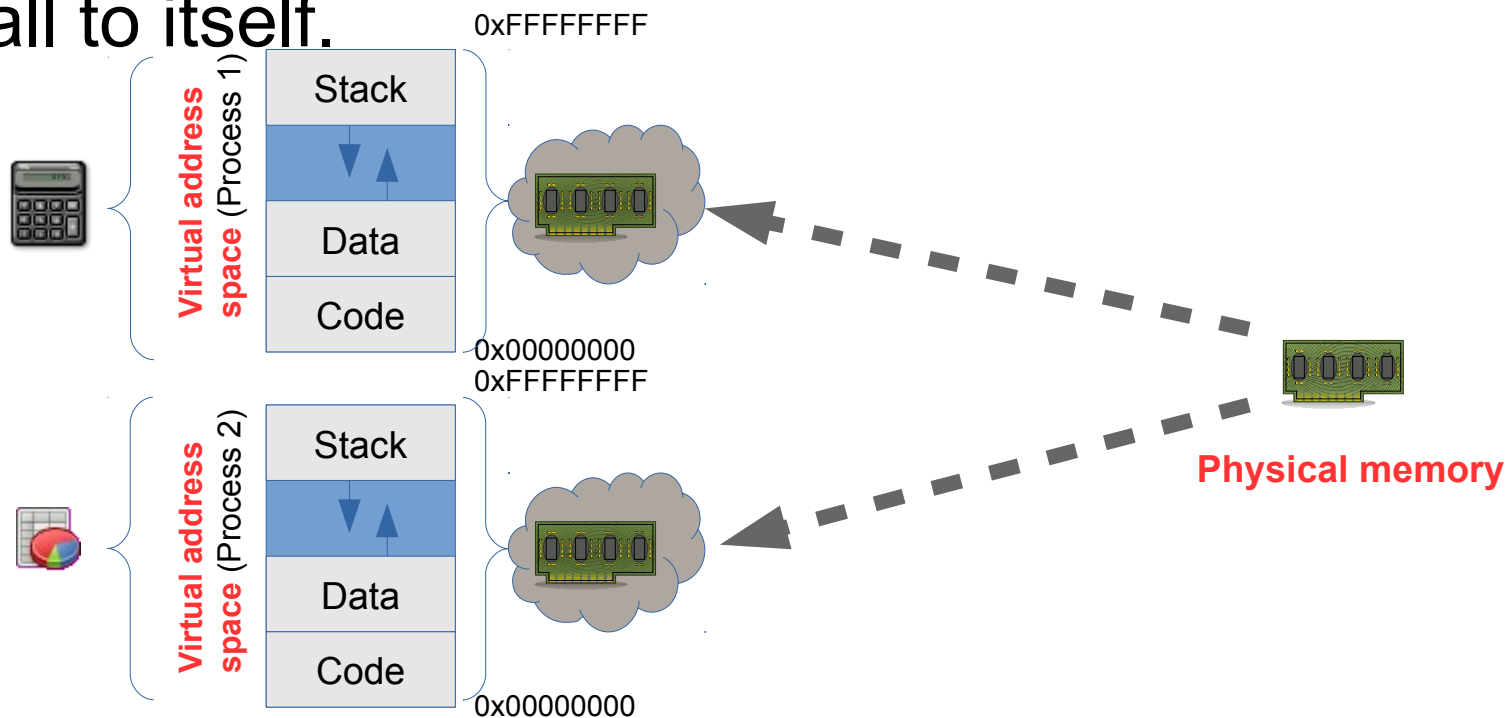 all to itself.
0xFFFFFFFF
Virtual address
space (Process 1)
Stack
Data
Code
0x00000000
0xFFFFFFFF
Virtual address
space (Process 2)
Stack
Data
Code
0x00000000
Physical memory